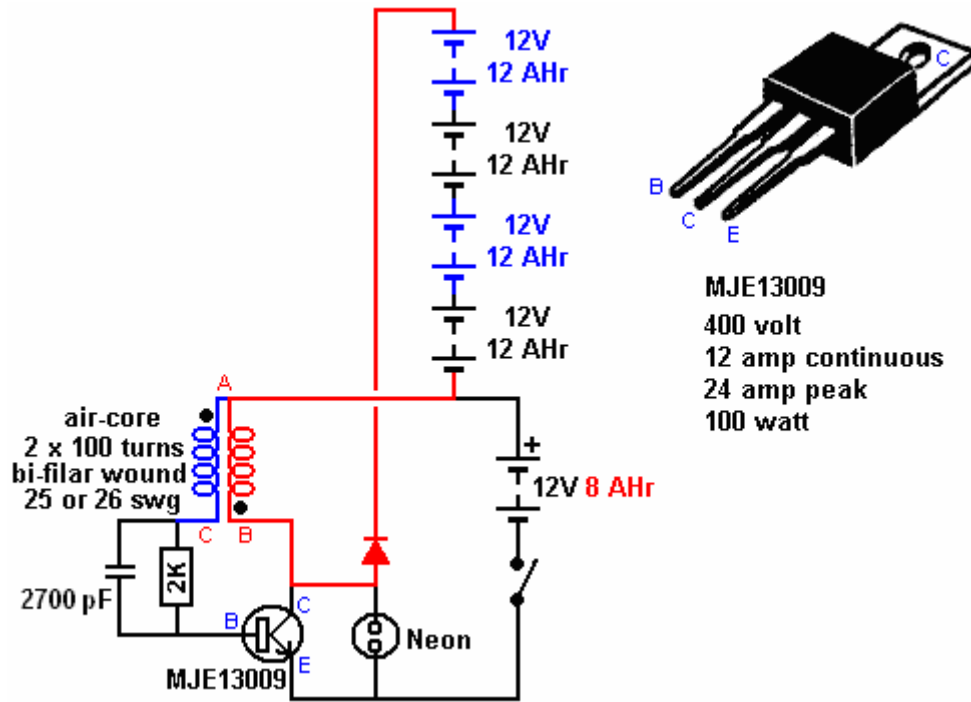 12V
12 AHr
12V
12 AHr
12V
12 AHr
12V
12 AHr
C
B
C
E
MJE13009
400 volt
12 amp continuous
24 amp peak
100 watt
A
air-core
2 x 100 turns
bi-filar wound
25 or 26 swg
C
B
+
12V 8 AHr
2K
2700 pF
B
C
E
MJE13009
Neon